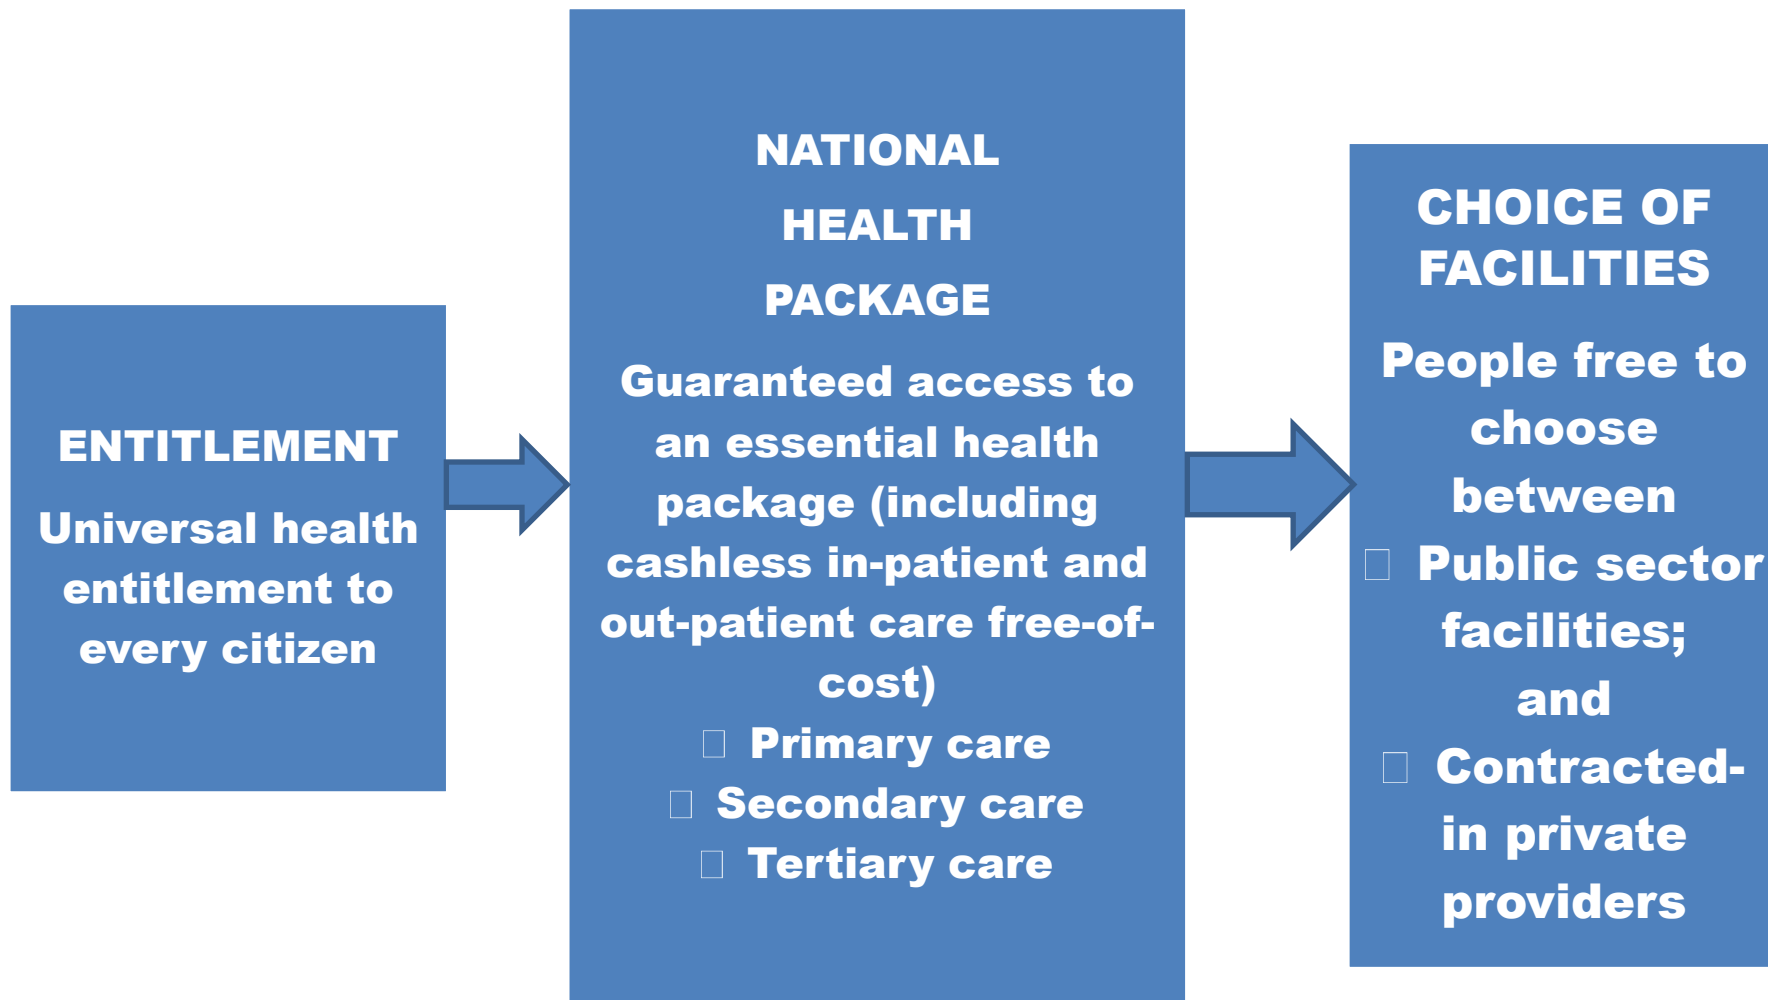 ENTITLEMENT
Universal health
entitlement to
every citizen
NATIONAL
HEALTH
PACKAGE
Guaranteed access to
an essential health
package (including
cashless in-patient and
out-patient care free-of-
cost)
Primary care
Secondary care
Tertiary care
CHOICE OF
FACILITIES
People free to
choose
between
Public sector
facilities;
and
Contracted-
in private
providers